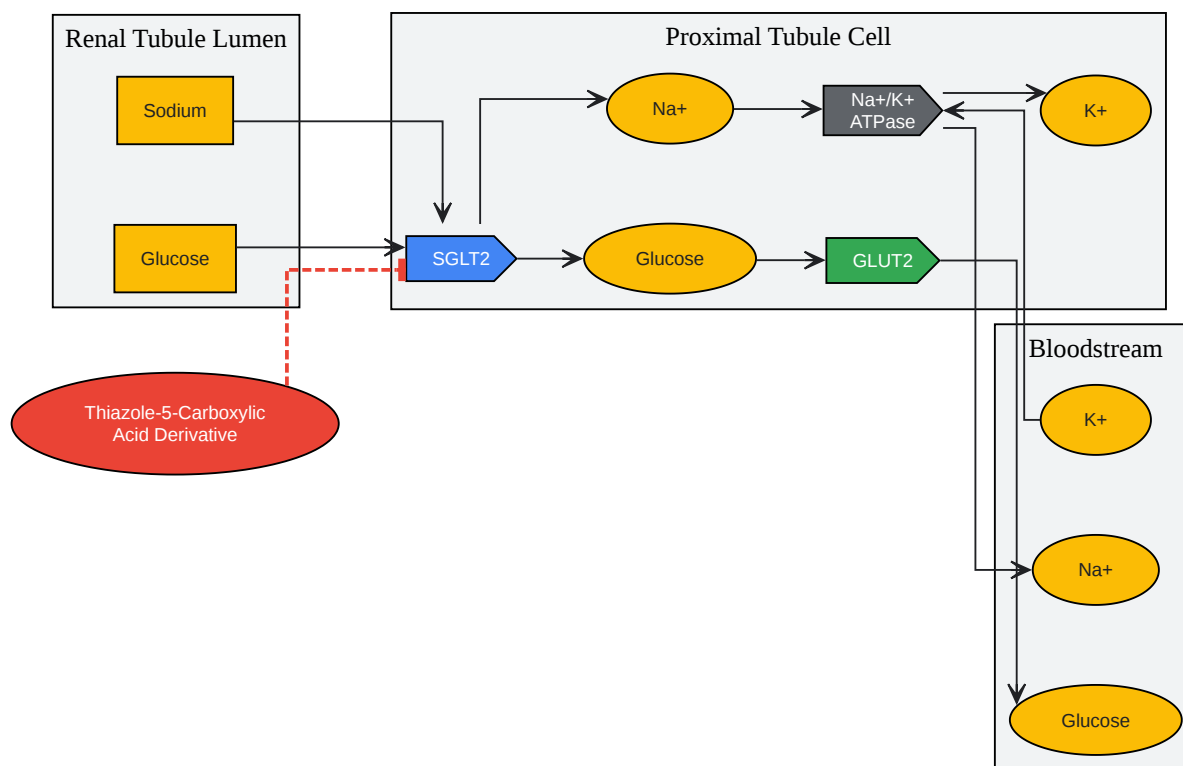 Renal Tubule Lumen
Proximal Tubule Cell
Sodium
Na+
Na+/K+
ATPase
K+
Glucose
SGLT2
Glucose
GLUT2
Bloodstream
Thiazole-5-Carboxylic
Acid Derivative
K+
Na+
Glucose